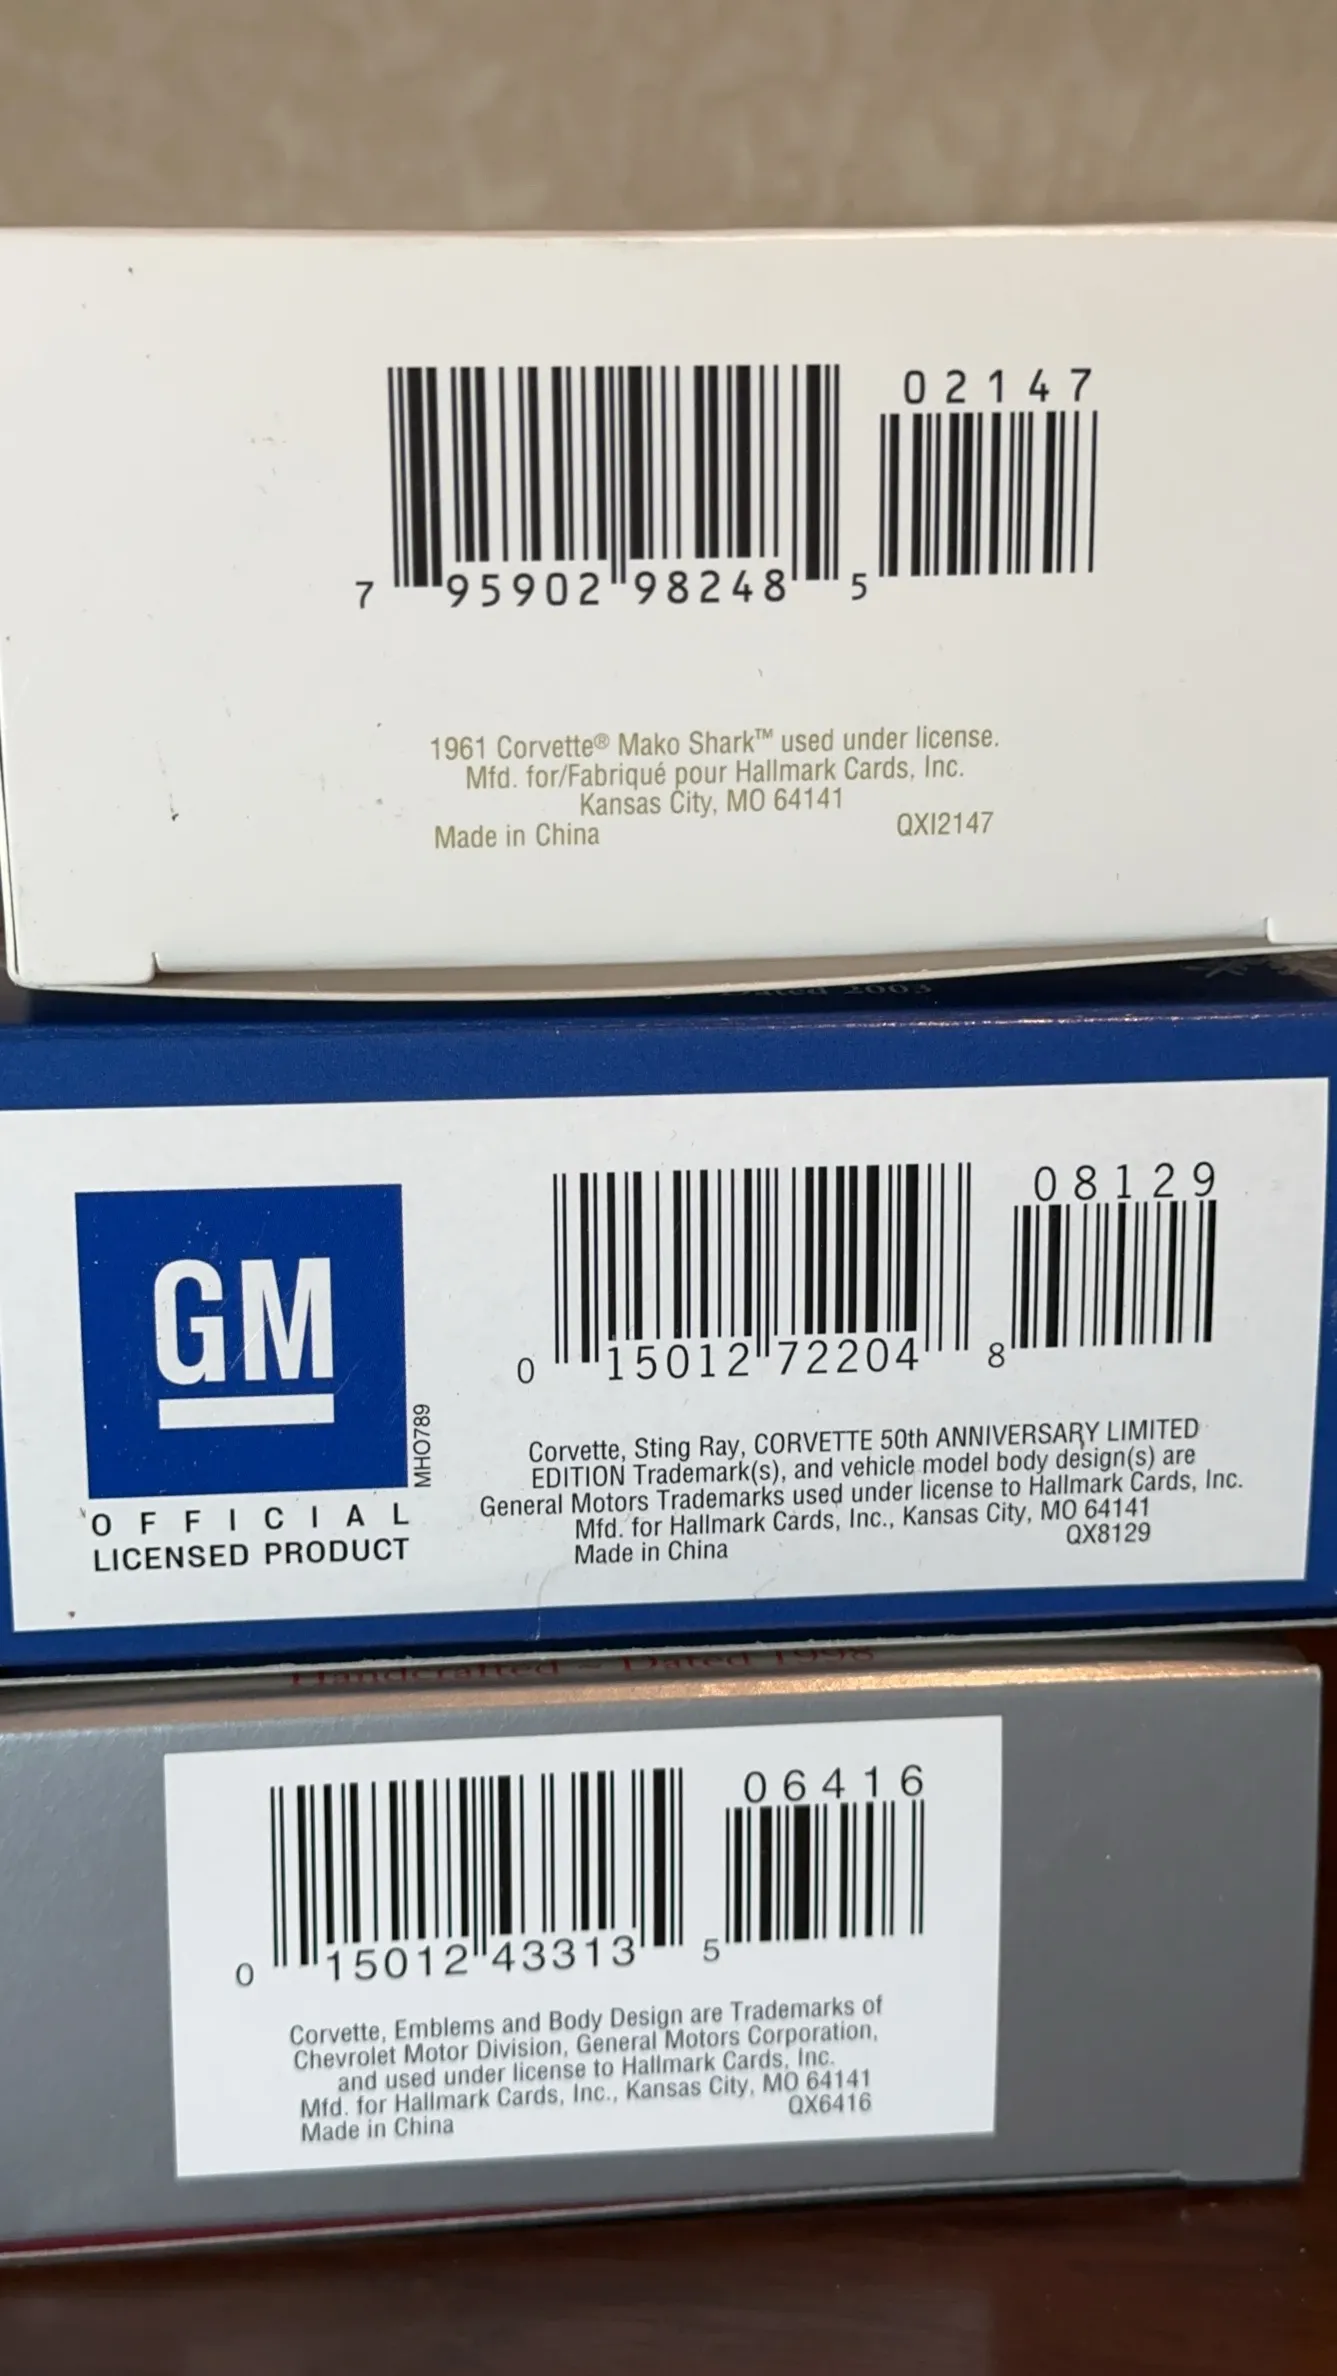 02147
7 95902 98248 5
1961 Corvette® Mako Shark™ used under license.
Mfd. for/Fabriqué pour Hallmark Cards, Inc.
Kansas City, MO 64141
Made in China QXI2147
Dated 2003
GM
OFFICIAL
LICENSED PRODUCT
MHO789
08129
0 15012 72204 8
Corvette, Sting Ray, CORVETTE 50th ANNIVERSARY LIMITED
EDITION Trademark(s), and vehicle model body design(s) are
General Motors Trademarks used under license to Hallmark Cards, Inc.
Mfd. for Hallmark Cards, Inc., Kansas City, MO 64141
Made in China QX8129
Handcrafted ~ Dated 1998
06416
0 15012 43313 5
Corvette, Emblems and Body Design are Trademarks of
Chevrolet Motor Division, General Motors Corporation,
and used under license to Hallmark Cards, Inc.
Mfd. for Hallmark Cards, Inc., Kansas City, MO 64141
Made in China QX6416